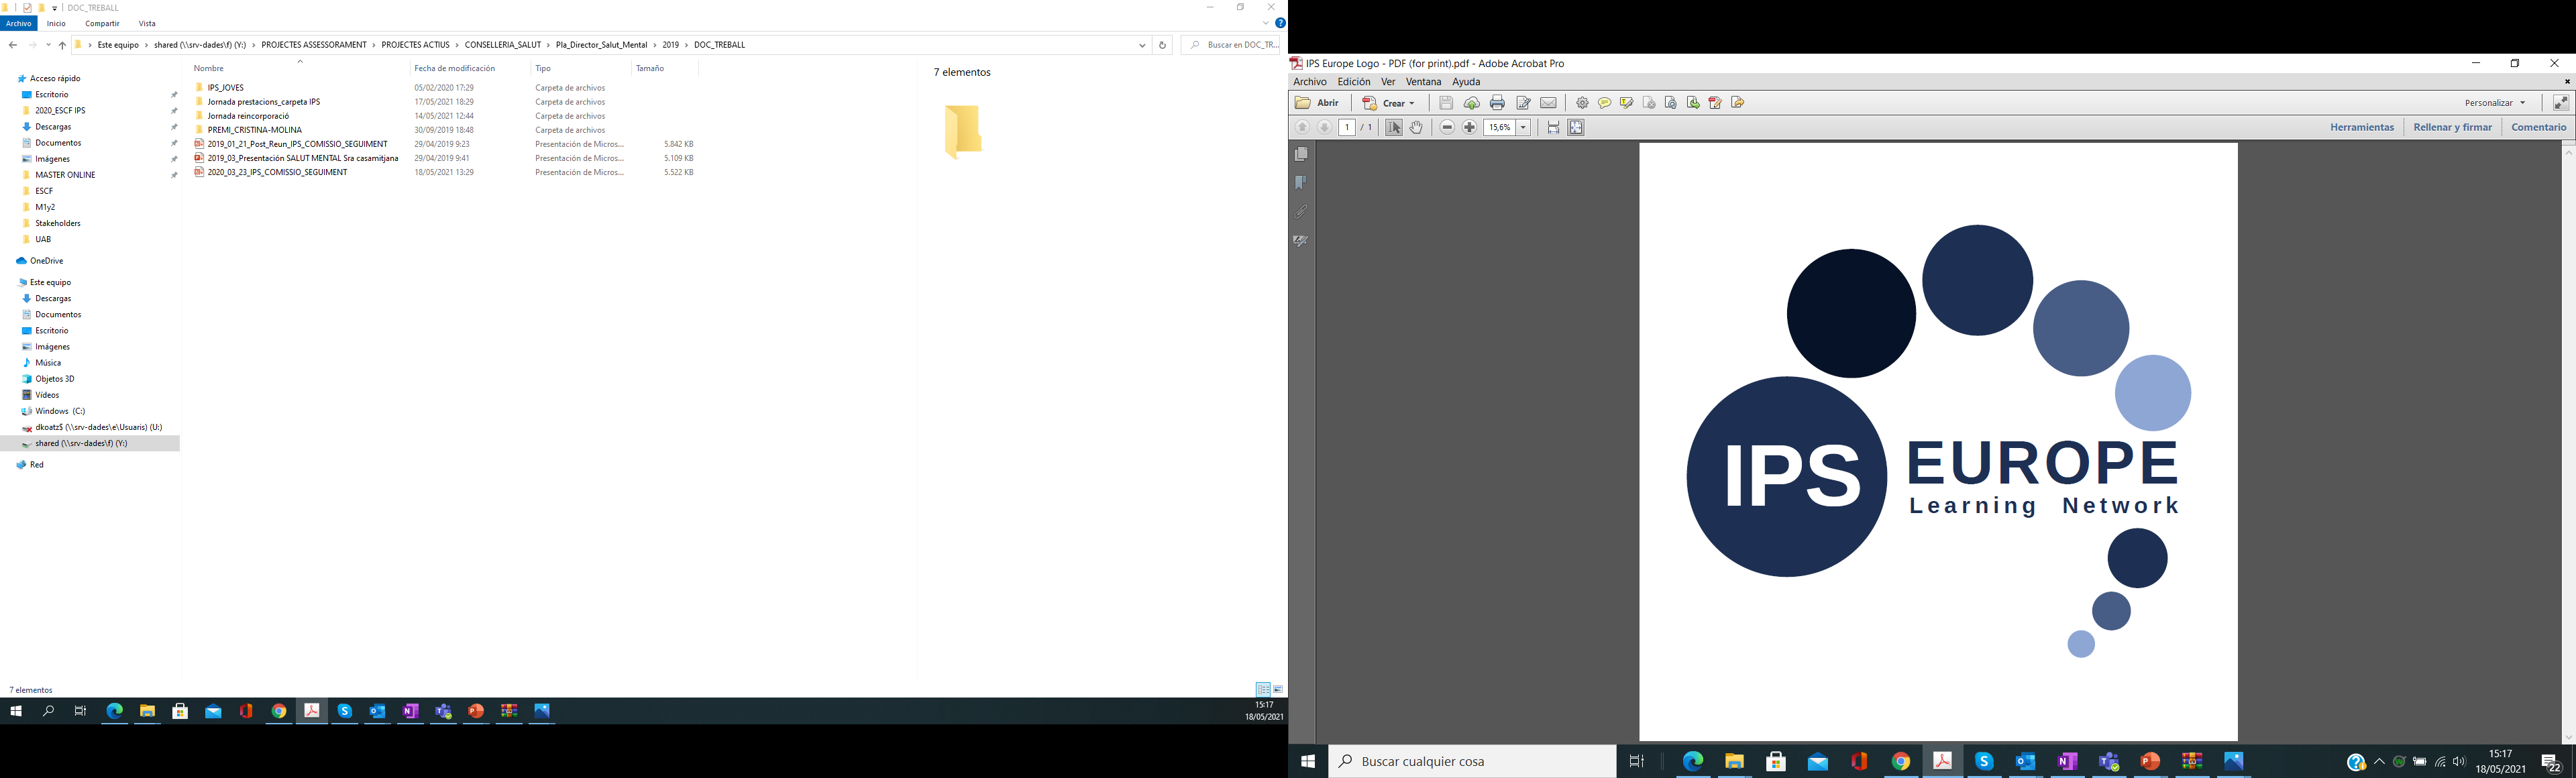 DOC_TREBALL
Archivo Inicio Compartir Vista
Este equipo > shared (\\srv-dades\f) (Y:) > PROJECTES ASSESSORAMENT > PROJECTES ACTIUS > CONSELLERIA_SALUT > Pla_Director_Salut_Mental > 2019 > DOC_TREBALL
Buscar en DOC_TR...
Nombre Fecha de modificación Tipo Tamaño
IPS_JOVES 05/02/2020 17:29 Carpeta de archivos
Jornada prestacions_carpeta IPS 17/05/2021 18:29 Carpeta de archivos
Jornada reincorporació 14/05/2021 12:44 Carpeta de archivos
PREMI_CRISTINA-MOLINA 30/09/2019 18:48 Carpeta de archivos
2019_01_21_Post_Reun_IPS_COMISSIO_SEGUIMENT 29/04/2019 9:23 Presentación de Micros... 5.842 KB
2019_03_Presentación SALUT MENTAL Sra casamitjana 29/04/2019 9:41 Presentación de Micros... 5.109 KB
2020_03_23_IPS_COMISSIO_SEGUIMENT 18/05/2021 13:29 Presentación de Micros... 5.522 KB
7 elementos
Acceso rápido
Escritorio
2020_ESCF IPS
Descargas
Documentos
Imágenes
MASTER ONLINE
ESCF
M1y2
Stakeholders
UAB
OneDrive
Este equipo
Descargas
Documentos
Escritorio
Imágenes
Música
Objetos 3D
Vídeos
Windows (C:)
dkoatz$ (\\srv-dades\e\Usuaris) (U:)
shared (\\srv-dades\f) (Y:)
Red
7 elementos
15:17
18/05/2021
IPS Europe Logo - PDF (for print).pdf - Adobe Acrobat Pro
Archivo Edición Ver Ventana Ayuda
Abrir Crear Personalizar
1 / 1 15,6% Herramientas Rellenar y firmar Comentario
IPS EUROPE
Learning Network
Buscar cualquier cosa
15:17
18/05/2021
22